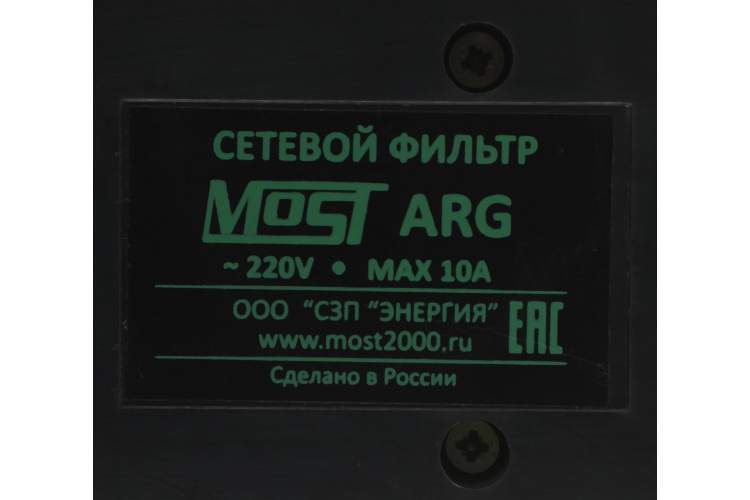 СЕТЕВОЙ ФИЛЬТР
MOST ARG
~ 220V • MAX 10A
ООО "СЗП "ЭНЕРГИЯ"
www.most2000.ru
EAC
Сделано в России